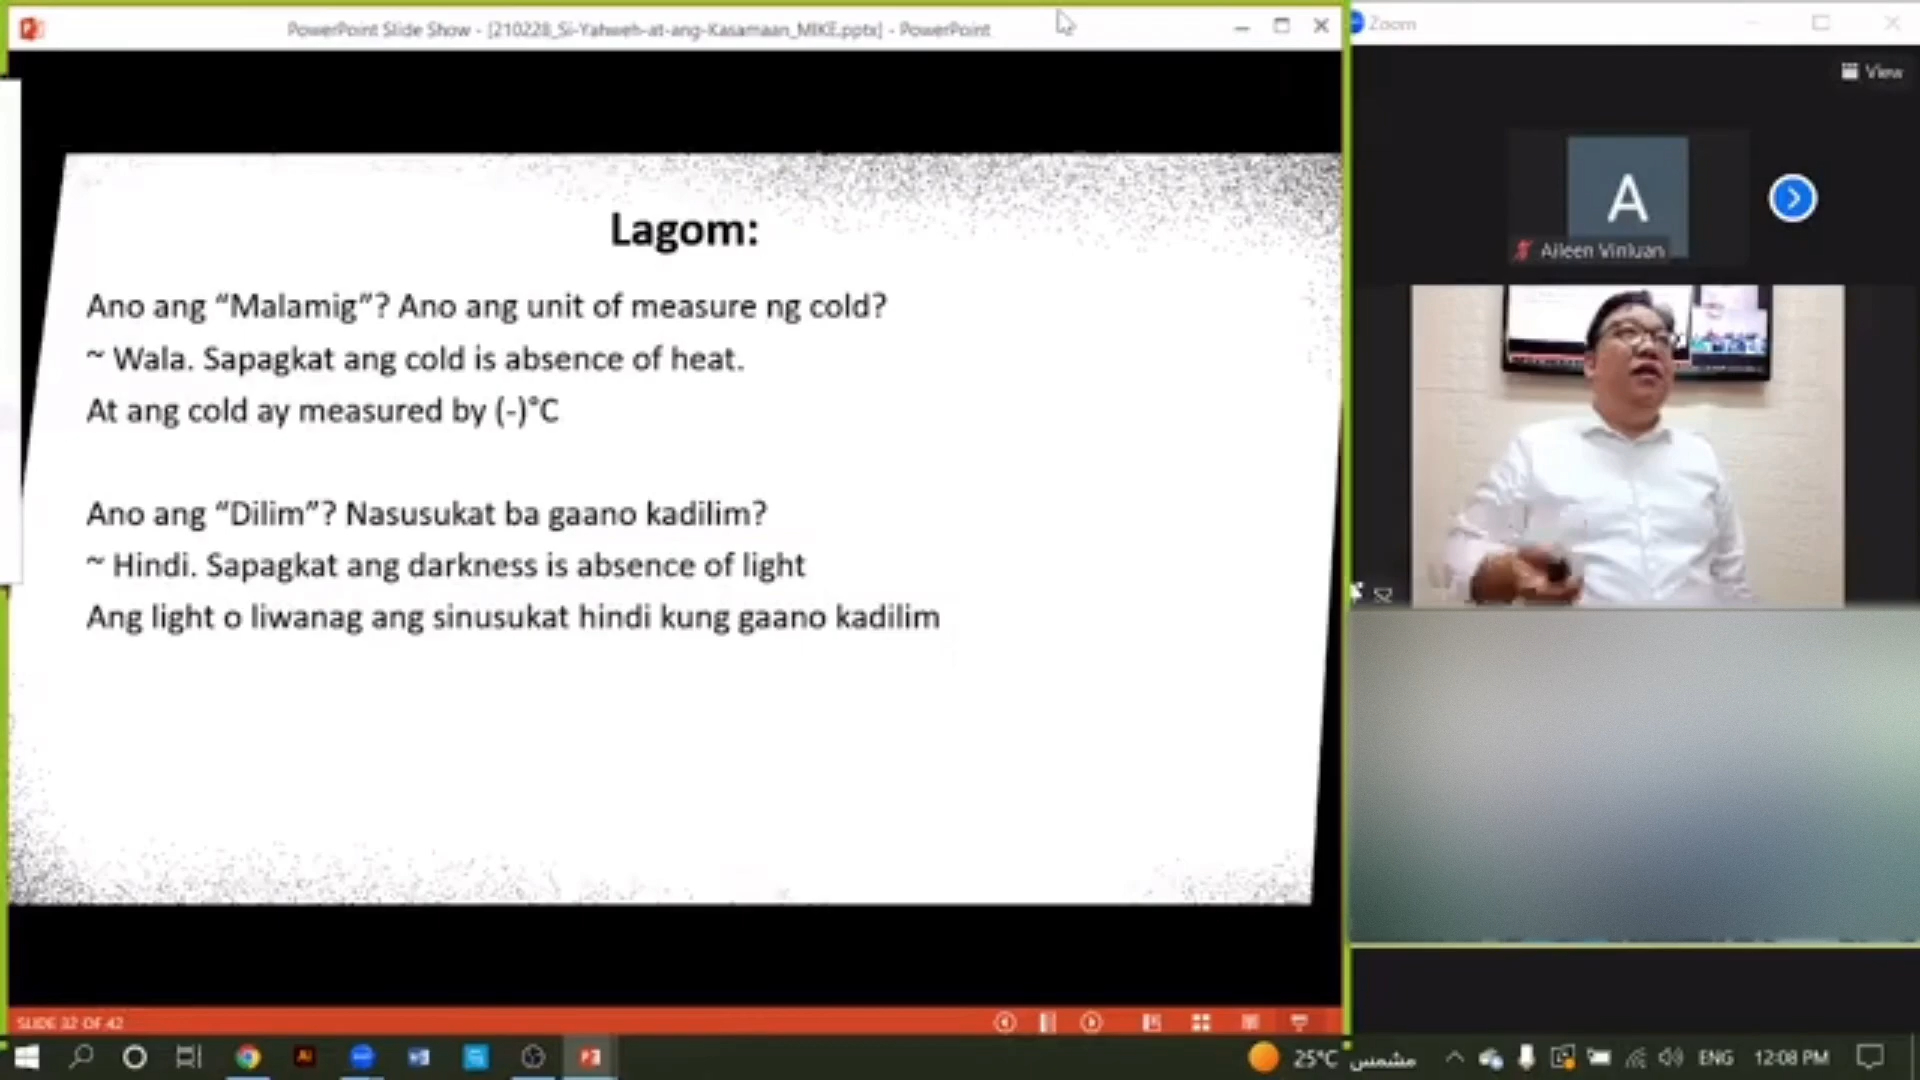 PowerPoint Slide Show - [210228_Si-Yahweh-at-ang-Kasamaan_MIKE.pptx] - PowerPoint
Zoom
View
A
Aileen Vinluan
Lagom:
Ano ang “Malamig”? Ano ang unit of measure ng cold?
~ Wala. Sapagkat ang cold is absence of heat.
At ang cold ay measured by (-)°C
Ano ang “Dilim”? Nasusukat ba gaano kadilim?
~ Hindi. Sapagkat ang darkness is absence of light
Ang light o liwanag ang sinusukat hindi kung gaano kadilim
SLIDE 32 OF 42
25°C مشمس
ENG
12:08 PM